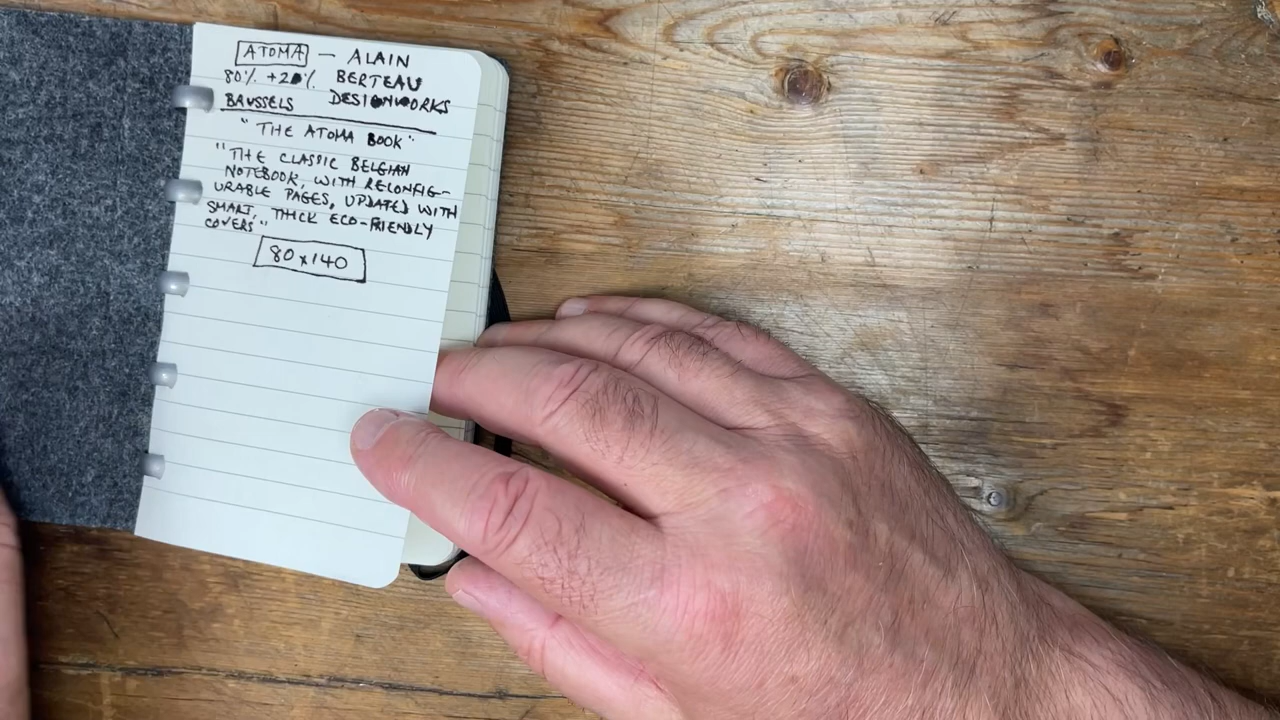 ATOMA — ALAIN
80% + 20% BERTEAU
BRUSSELS DESIGNWORKS
"THE ATOMA BOOK"
"THE CLASSIC BELGIAN
NOTEBOOK, WITH RECONFIG-
URABLE PAGES, UPDATED WITH
SMART, THICK ECO-FRIENDLY
COVERS"
80x140